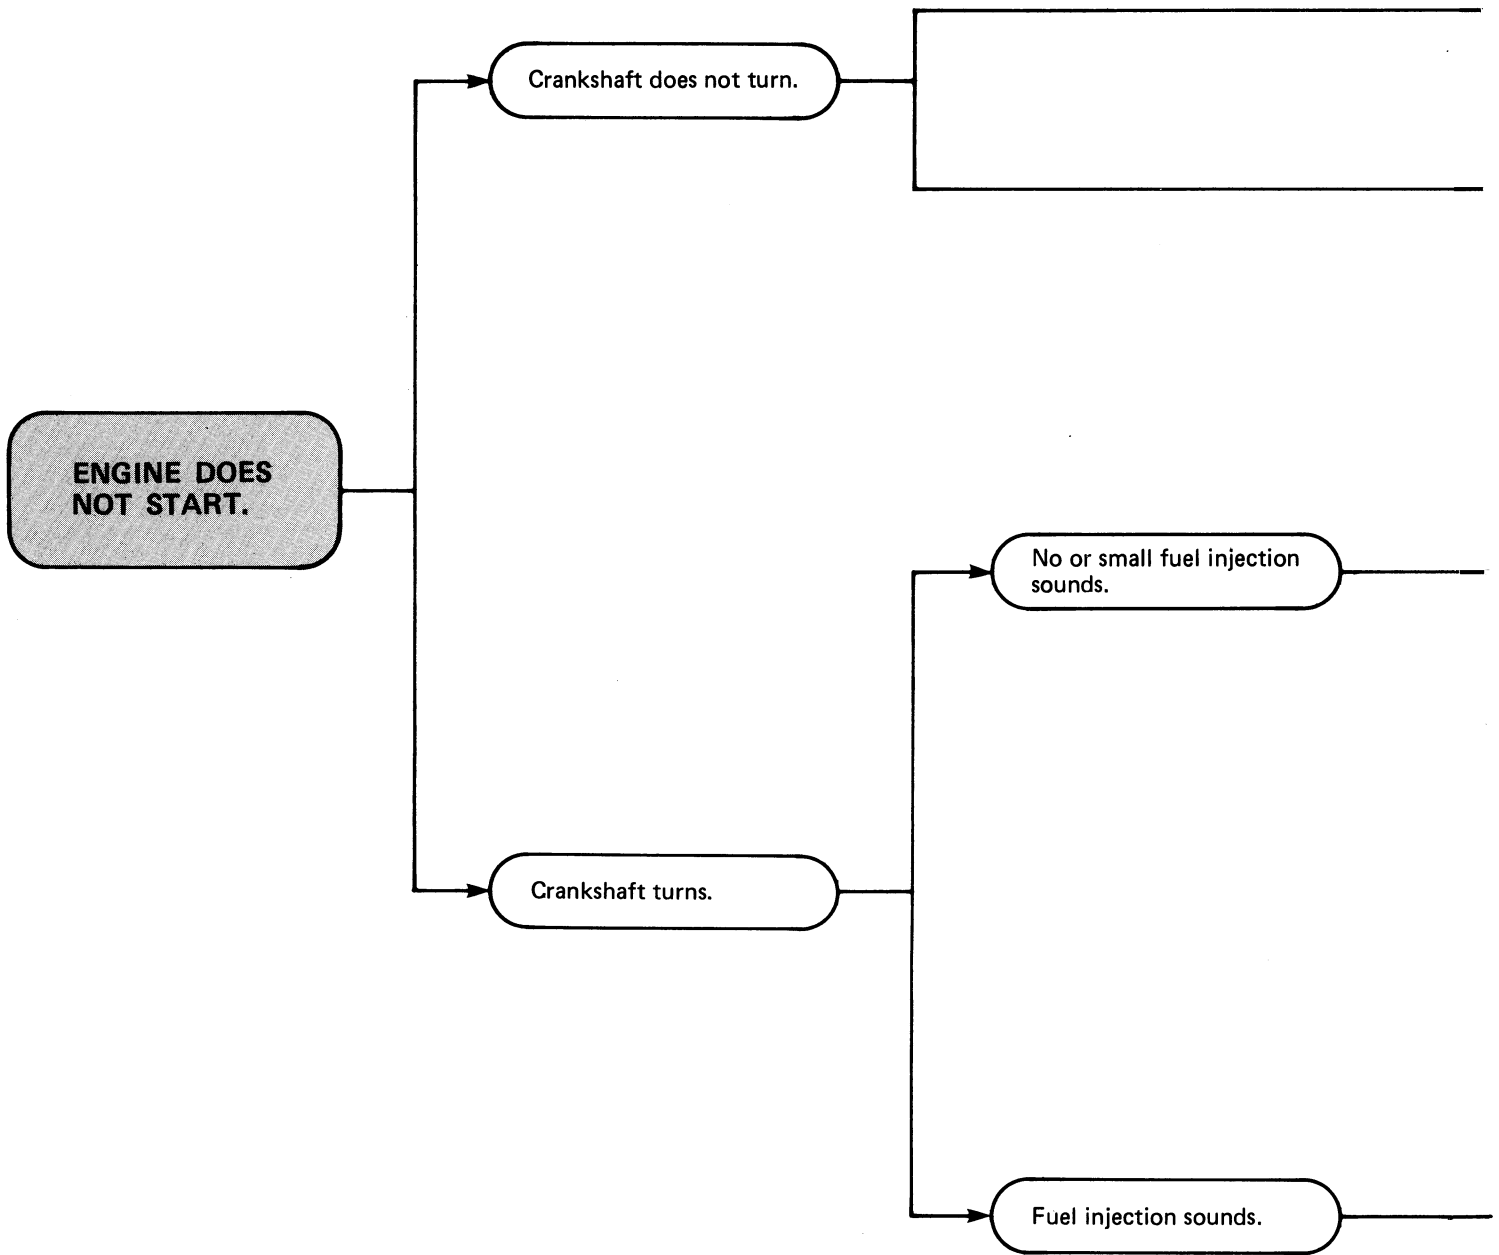 Crankshaft does not turn.
ENGINE DOES
NOT START.
No or small fuel injection
sounds.
Crankshaft turns.
Fuel injection sounds.